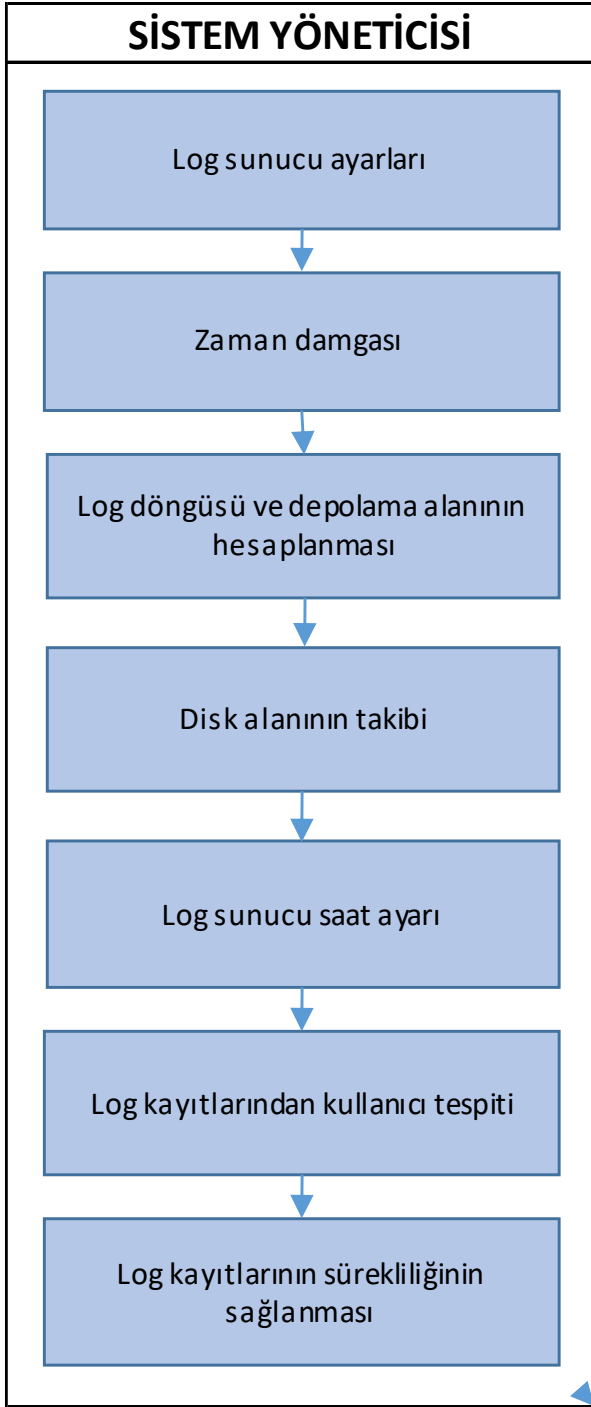 SİSTEM YÖNETİCİSİ
Log sunucu ayarları
Zaman damgası
Log döngüsü ve depolama alanının
hesaplanması
Disk alanının takibi
Log sunucu saat ayarı
Log kayıtlarından kullanıcı tespiti
Log kayıtlarının sürekliliğinin
sağlanması